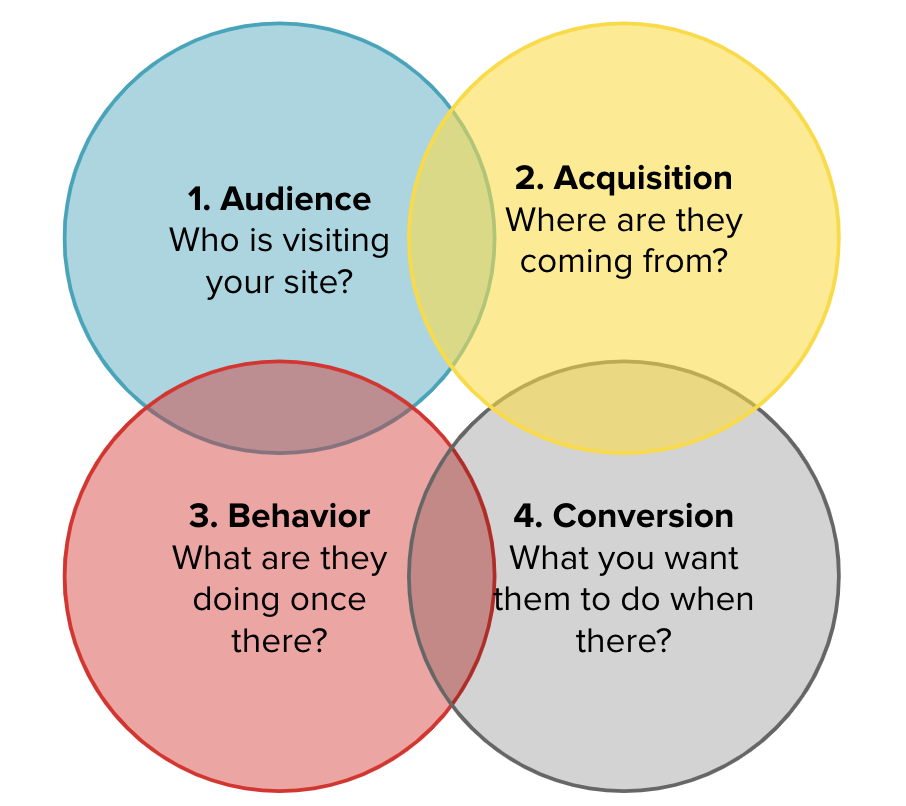 1. Audience
Who is visiting
your site?
2. Acquisition
Where are they
coming from?
3. Behavior
What are they
doing once
there?
4. Conversion
What you want
them to do when
there?